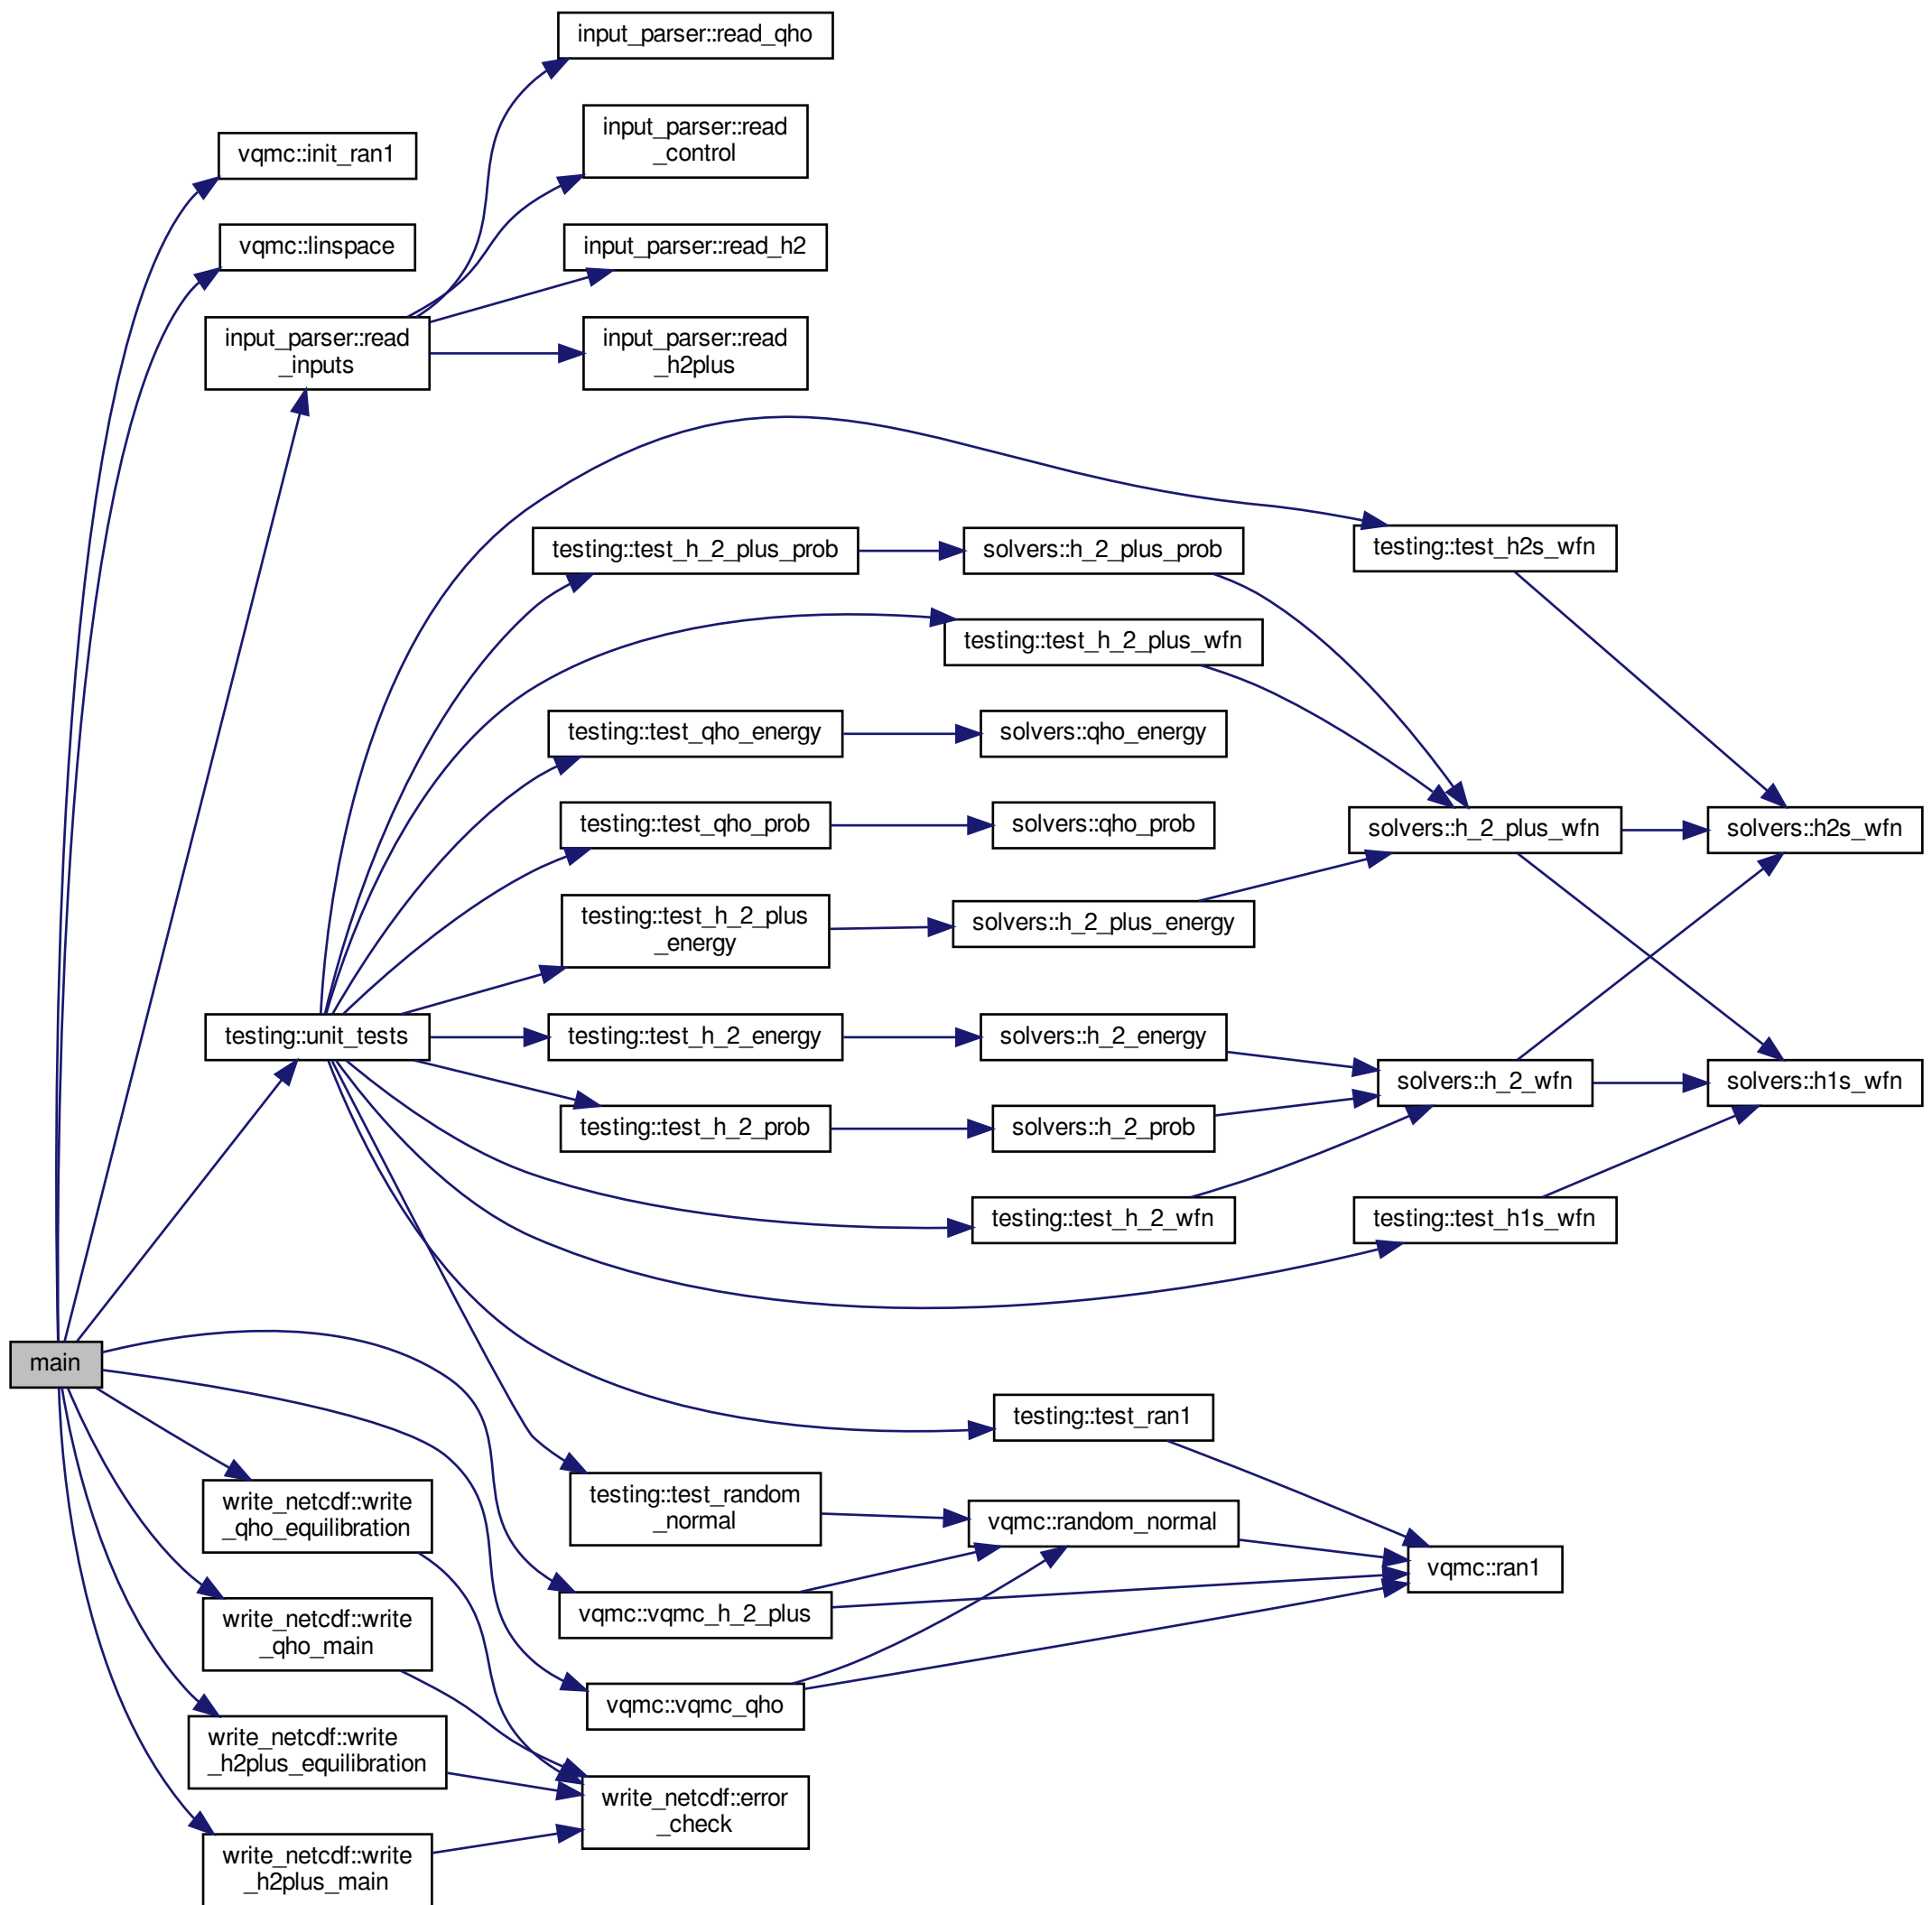 input_parser::read_qho
input_parser::read
_control
vqmc::init_ran1
vqmc::linspace
input_parser::read_h2
input_parser::read
_inputs
input_parser::read
_h2plus
testing::test_h2s_wfn
testing::test_h_2_plus_prob
solvers::h_2_plus_prob
testing::test_h_2_plus_wfn
testing::test_qho_energy
solvers::qho_energy
testing::test_qho_prob
solvers::qho_prob
solvers::h_2_plus_wfn
solvers::h2s_wfn
testing::test_h_2_plus
_energy
solvers::h_2_plus_energy
testing::unit_tests
testing::test_h_2_energy
solvers::h_2_energy
solvers::h_2_wfn
solvers::h1s_wfn
testing::test_h_2_prob
solvers::h_2_prob
testing::test_h_2_wfn
testing::test_h1s_wfn
main
testing::test_ran1
write_netcdf::write
_qho_equilibration
testing::test_random
_normal
vqmc::random_normal
vqmc::ran1
write_netcdf::write
_qho_main
vqmc::vqmc_h_2_plus
vqmc::vqmc_qho
write_netcdf::write
_h2plus_equilibration
write_netcdf::error
_check
write_netcdf::write
_h2plus_main